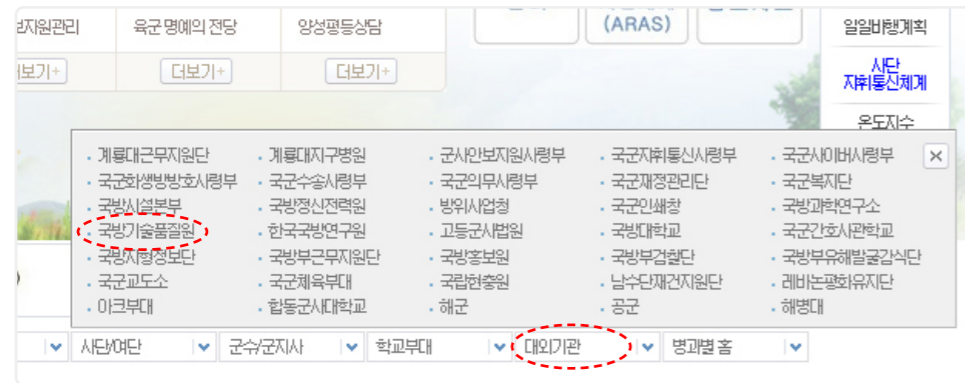 육군 명예의 전당
양성평등상담
(ARAS)
일일비행계획
더보기+
더보기+
사단
지휘통신체계
온도지수
· 계룡대근무지원단 · 계룡대지구병원 · 군사안보지원사령부 · 국군지휘통신사령부 · 국군사이버사령부
· 국군화생방방호사령부 · 국군수송사령부 · 국군의무사령부 · 국군재정관리단 · 국군복지단
· 국방시설본부 · 국방정신전력원 · 방위사업청 · 국군인쇄창 · 국방과학연구소
· 국방기술품질원 · 한국국방연구원 · 고등군사법원 · 국방대학교 · 국군간호사관학교
· 국방지형정보단 · 국방부근무지원단 · 국방홍보원 · 국방부검찰단 · 국방부유해발굴감식단
· 국군교도소 · 국군체육부대 · 국립현충원 · 남수단재건지원단 · 레바논평화유지단
· 아크부대 · 합동군사대학교 · 해군 · 공군 · 해병대
사단/여단 군수/군지사 학교부대 대외기관 병과별 홈